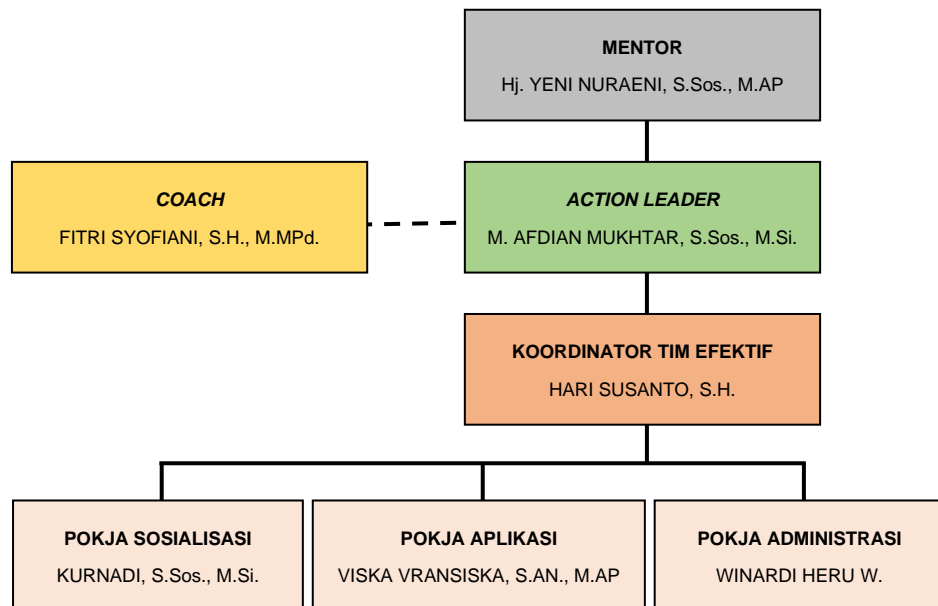 MENTOR
Hj. YENI NURAENI, S.Sos., M.AP
COACH
FITRI SYOFIANI, S.H., M.MPd.
ACTION LEADER
M. AFDIAN MUKHTAR, S.Sos., M.Si.
KOORDINATOR TIM EFEKTIF
HARI SUSANTO, S.H.
POKJA SOSIALISASI
KURNADI, S.Sos., M.Si.
POKJA APLIKASI
VISKA VRANSISKA, S.AN., M.AP
POKJA ADMINISTRASI
WINARDI HERU W.